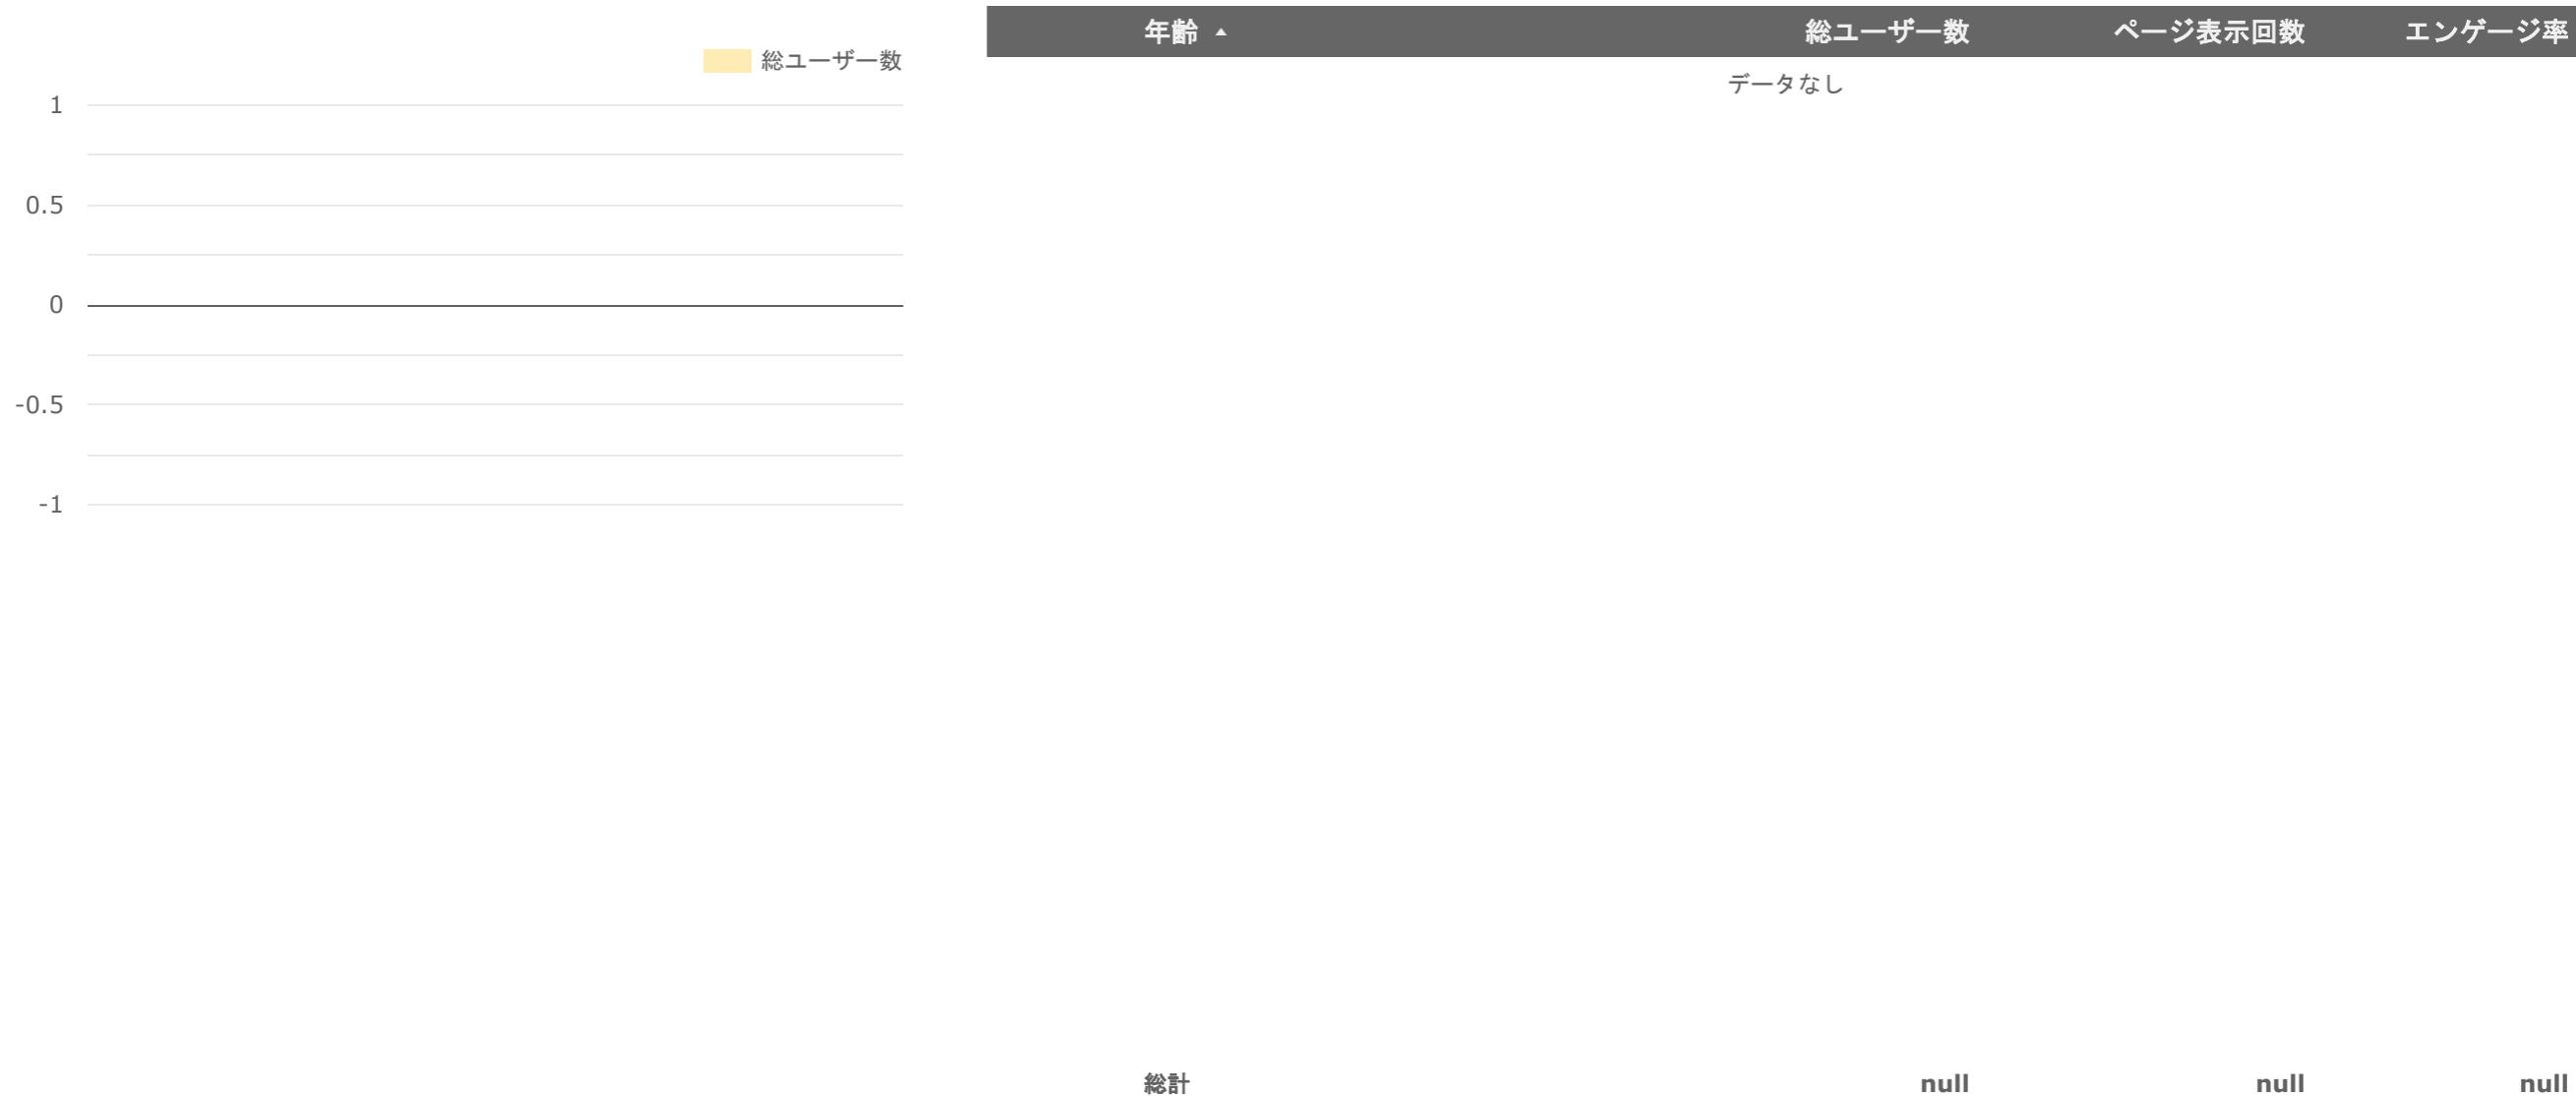 総ユーザー数
1
0.5
0
-0.5
-1
年齢 ▲ 総ユーザー数 ページ表示回数 エンゲージ率
データなし
総計 null null null